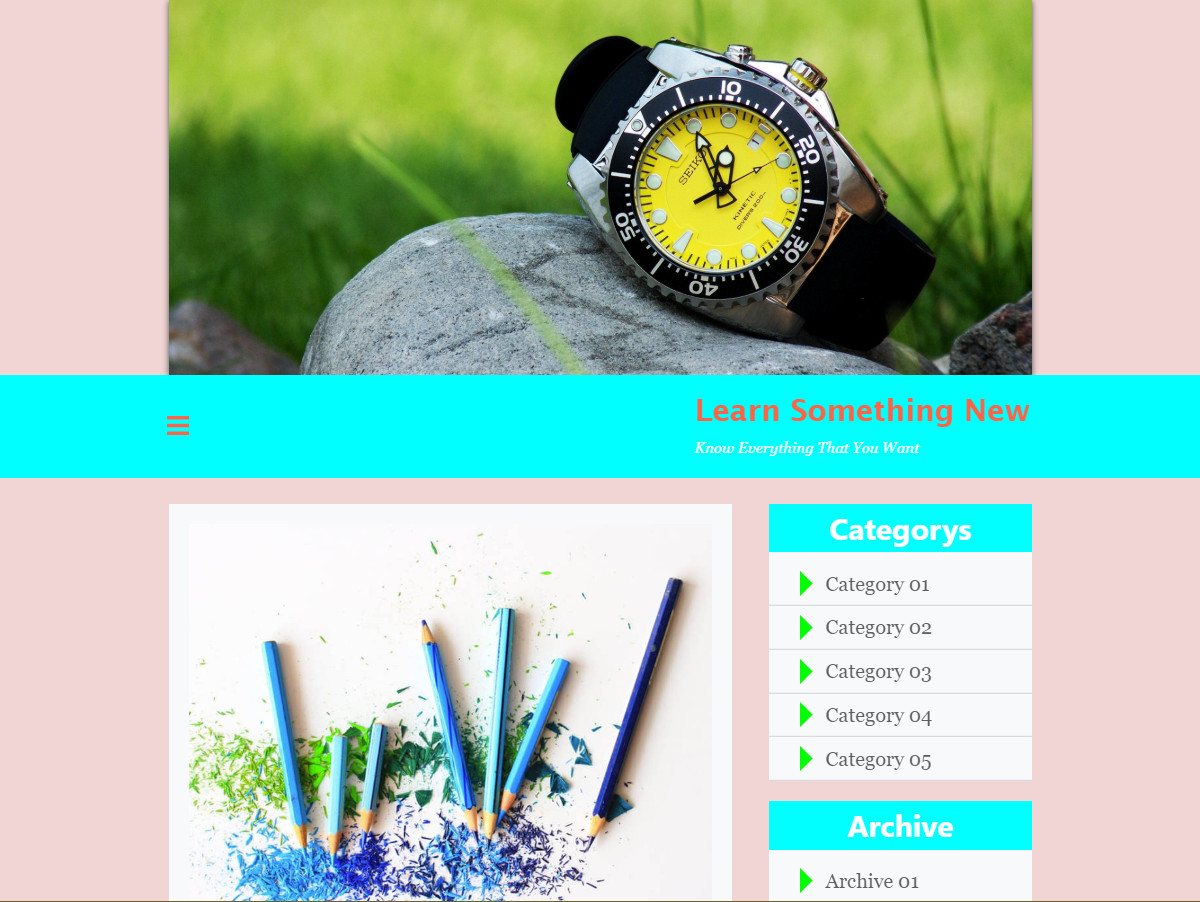 10
20
30
40
50
SEIKO
KINETIC
DIVER'S 200m
Learn Something New
Know Everything That You Want
Categorys
Category 01
Category 02
Category 03
Category 04
Category 05
Archive
Archive 01